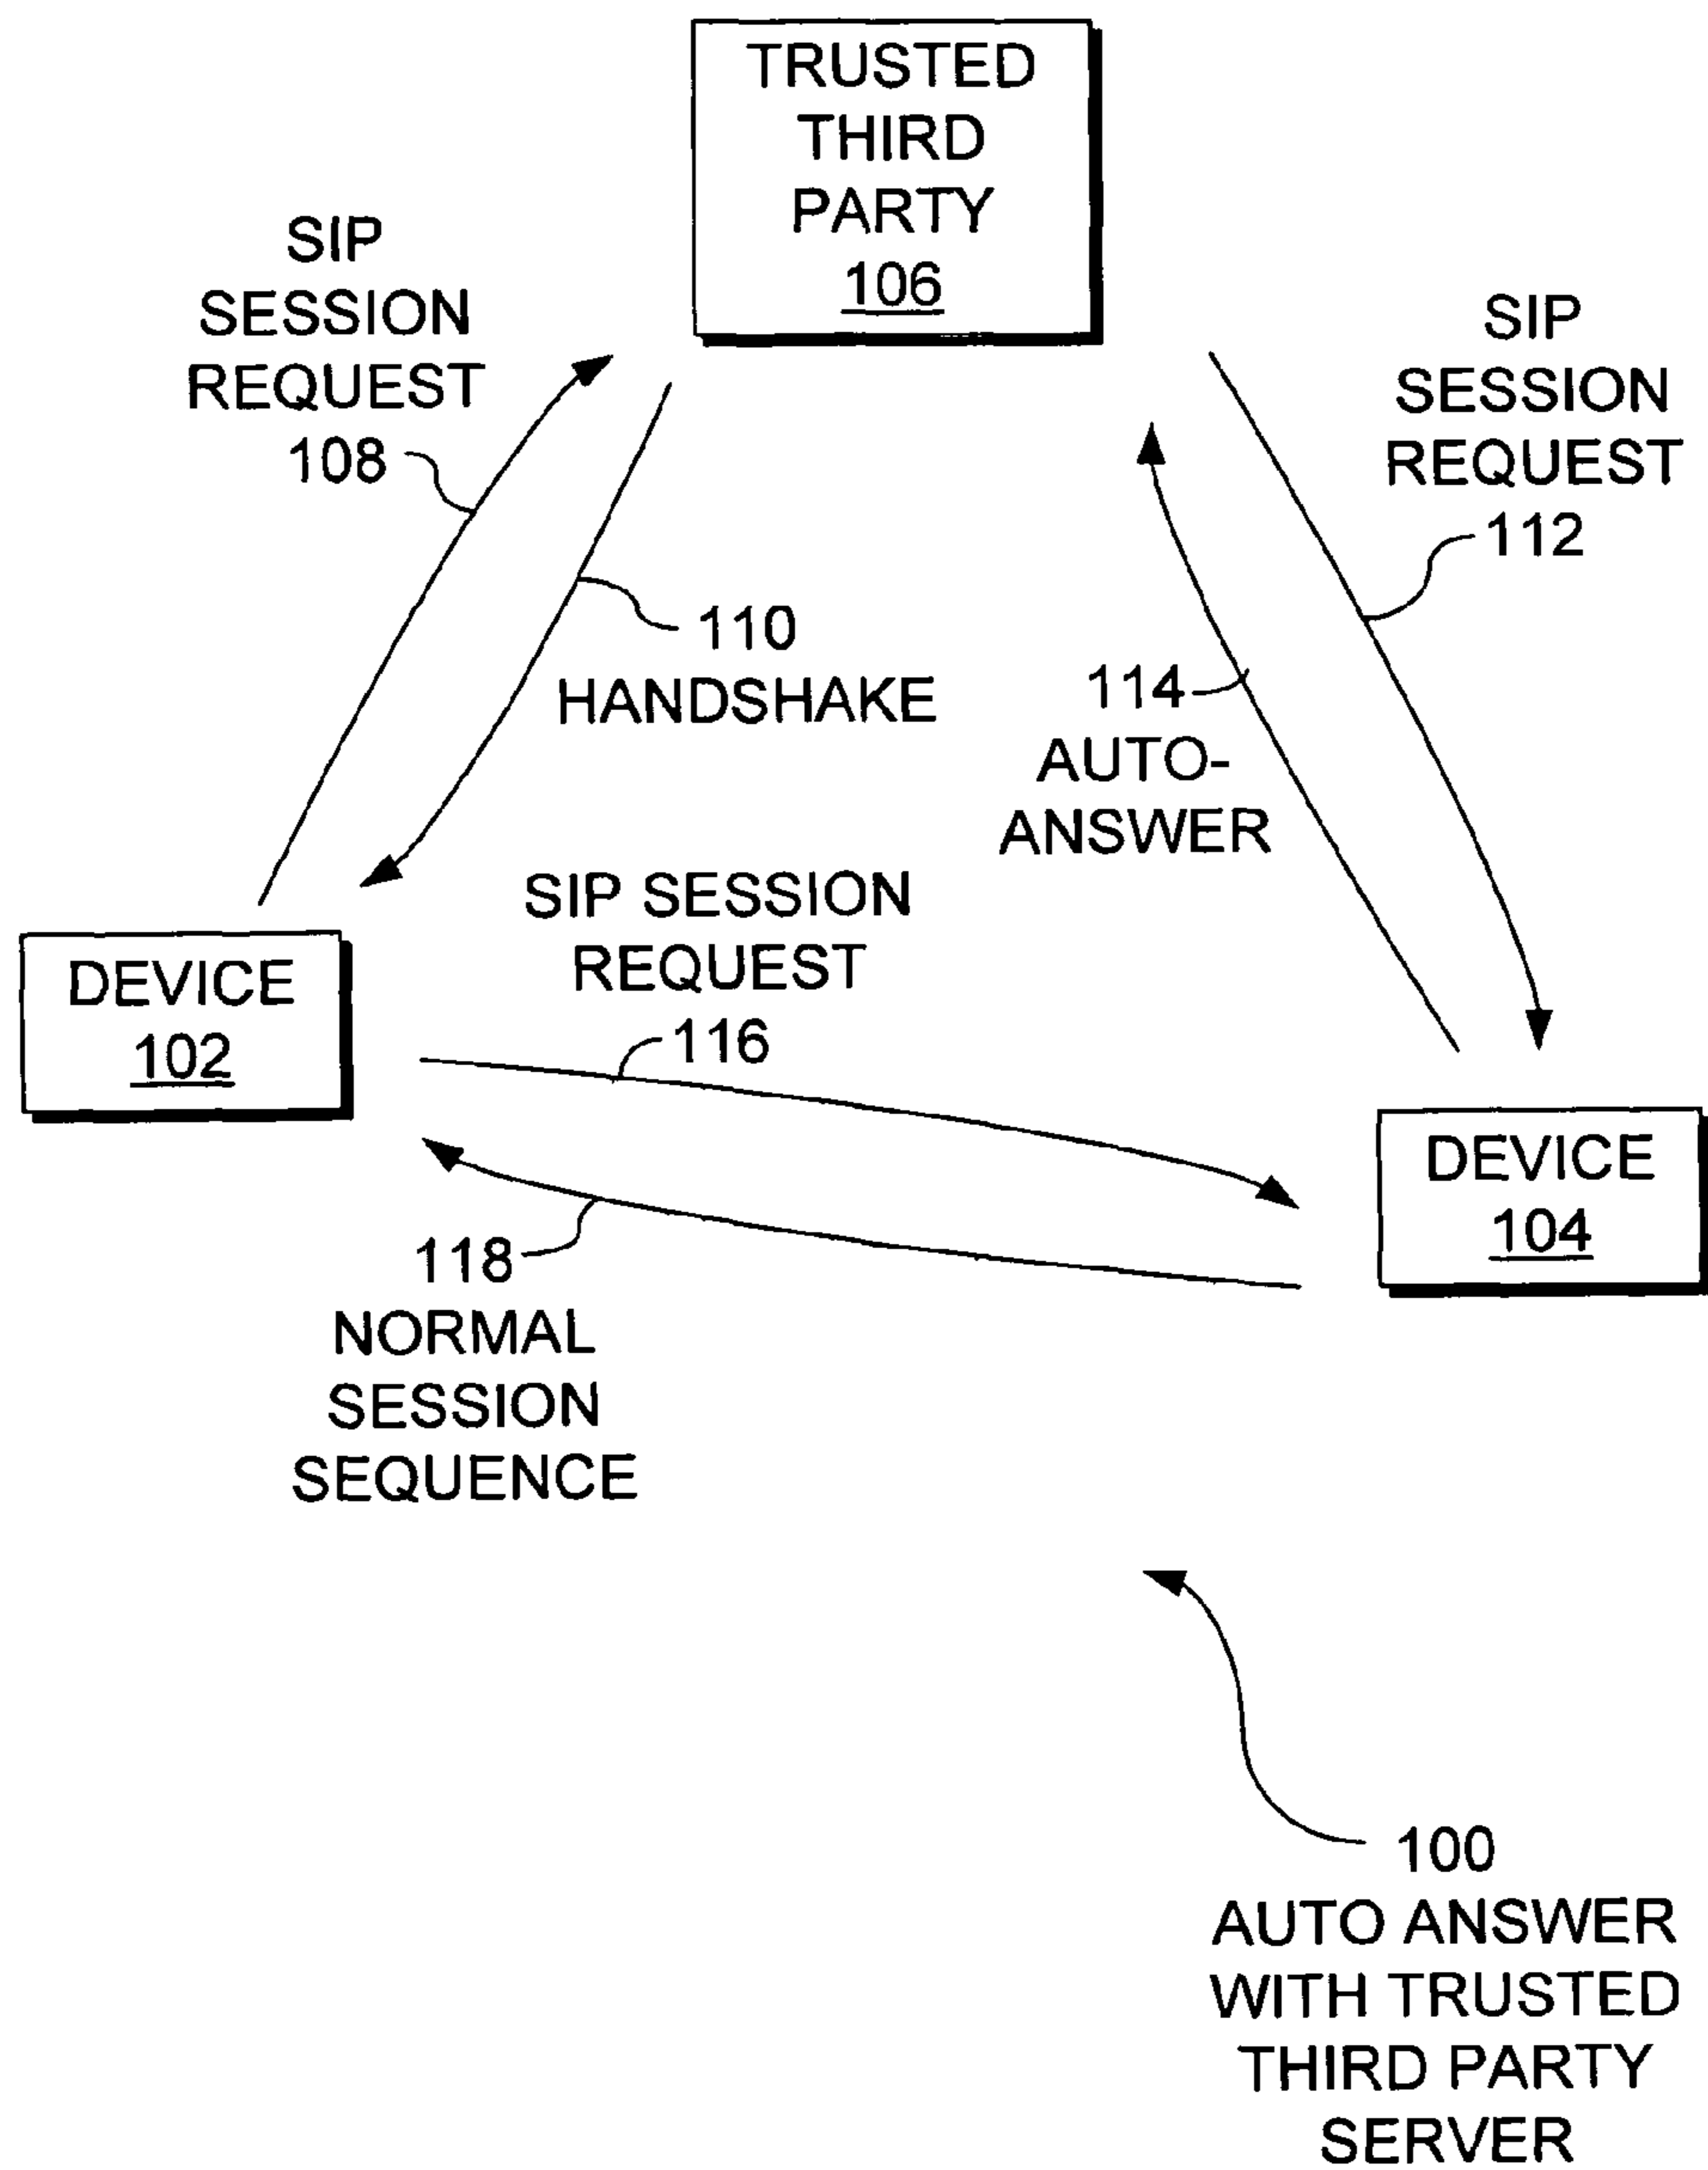 TRUSTED
THIRD
PARTY
106
SIP
SESSION
REQUEST
108
SIP
SESSION
REQUEST
112
110
HANDSHAKE
114
AUTO-
ANSWER
SIP SESSION
REQUEST
116
DEVICE
102
DEVICE
104
118
NORMAL
SESSION
SEQUENCE
100
AUTO ANSWER
WITH TRUSTED
THIRD PARTY
SERVER